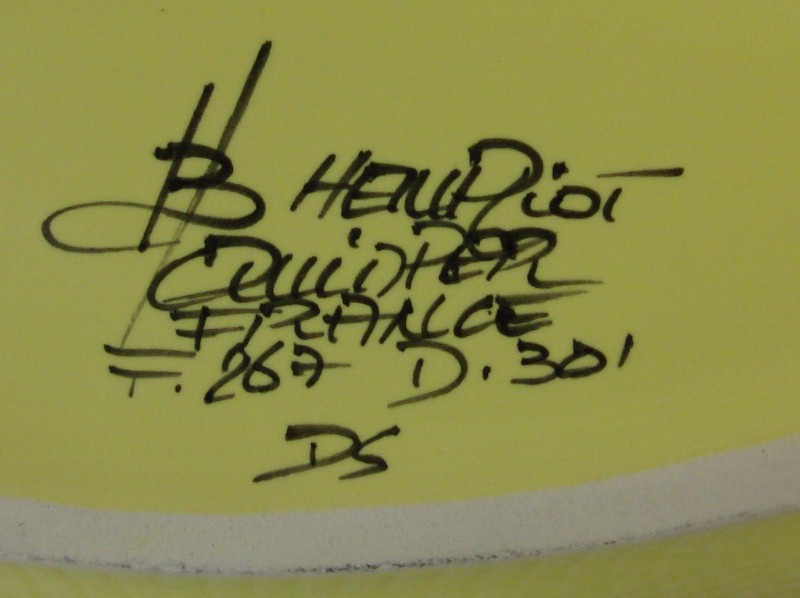 HB HENRiOT
QUiMPER
FRANCE
F. 267 D. 301
DS